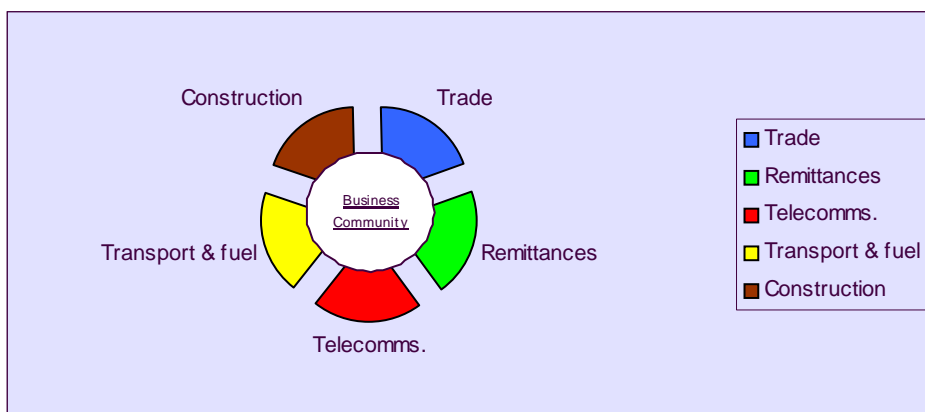 Construction
Trade
Business
Community
Transport & fuel
Remittances
Telecomms.
Trade
Remittances
Telecomms.
Transport & fuel
Construction